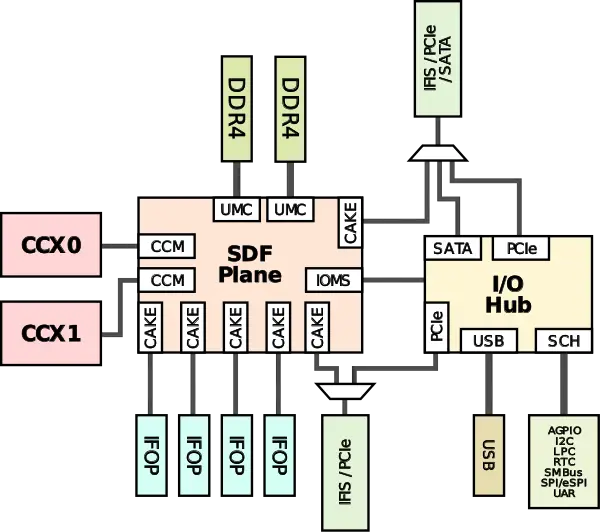 IFIS / PCIe
/ SATA
DDR4
DDR4
UMC
UMC
CAKE
CCX0
CCM
SDF
Plane
SATA
PCIe
CCM
IOMS
I/O
Hub
CCX1
CAKE
CAKE
CAKE
CAKE
CAKE
PCIe
USB
SCH
IFOP
IFOP
IFOP
IFOP
IFIS / PCIe
USB
AGPIO
I2C
LPC
RTC
SMBus
SPI/eSPI
UAR